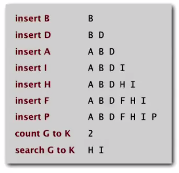 insert B B
insert D B D
insert A A B D
insert I A B D I
insert H A B D H I
insert F A B D F H I
insert P A B D F H I P
count G to K 2
search G to K H I